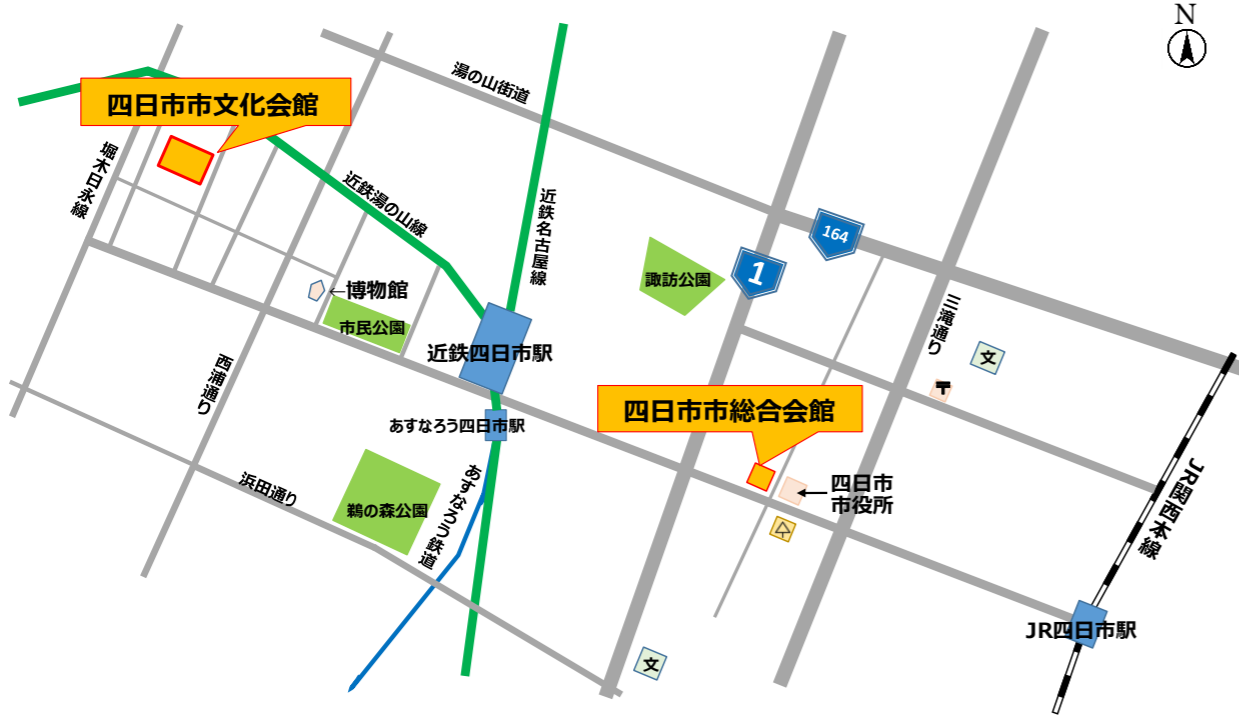 N
湯の山街道
四日市市文化会館
堀木日永線
近鉄湯の山線
近鉄名古屋線
164
1
諏訪公園
←博物館
市民公園
三滝通り
近鉄四日市駅
文
〒
西浦通り
四日市市総合会館
あすなろう四日市駅
浜田通り
鵜の森公園
あすなろう鉄道
四日市
市役所
JR関西本線
JR四日市駅
文